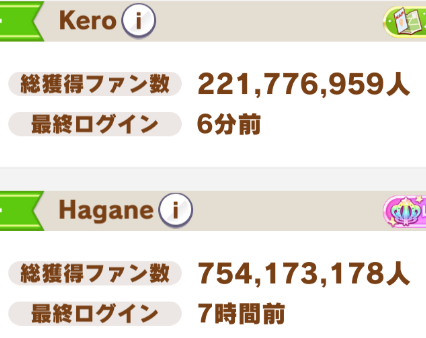 Kero i
総獲得ファン数 221,776,959人
最終ログイン 6分前
Hagane i
総獲得ファン数 754,173,178人
最終ログイン 7時間前